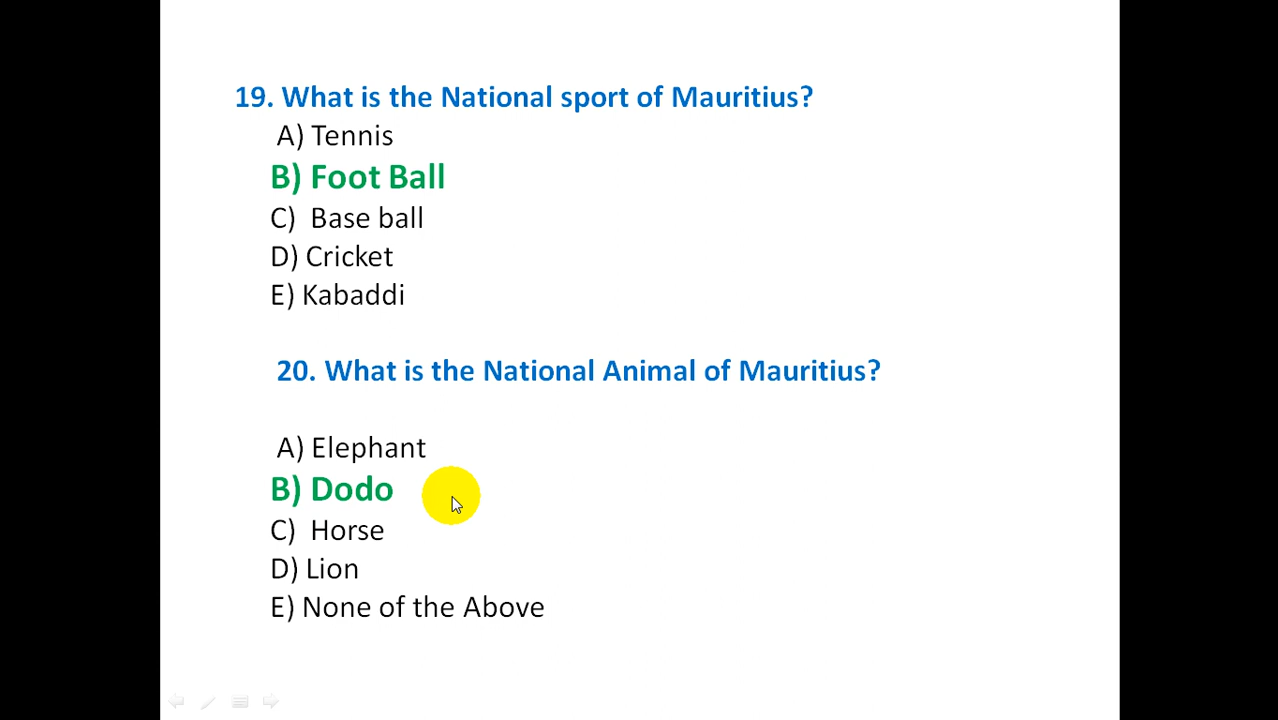 19. What is the National sport of Mauritius?
A) Tennis
B) Foot Ball
C)  Base ball
D) Cricket
E) Kabaddi
20. What is the National Animal of Mauritius?
A) Elephant
B) Dodo
C)  Horse
D) Lion
E) None of the Above